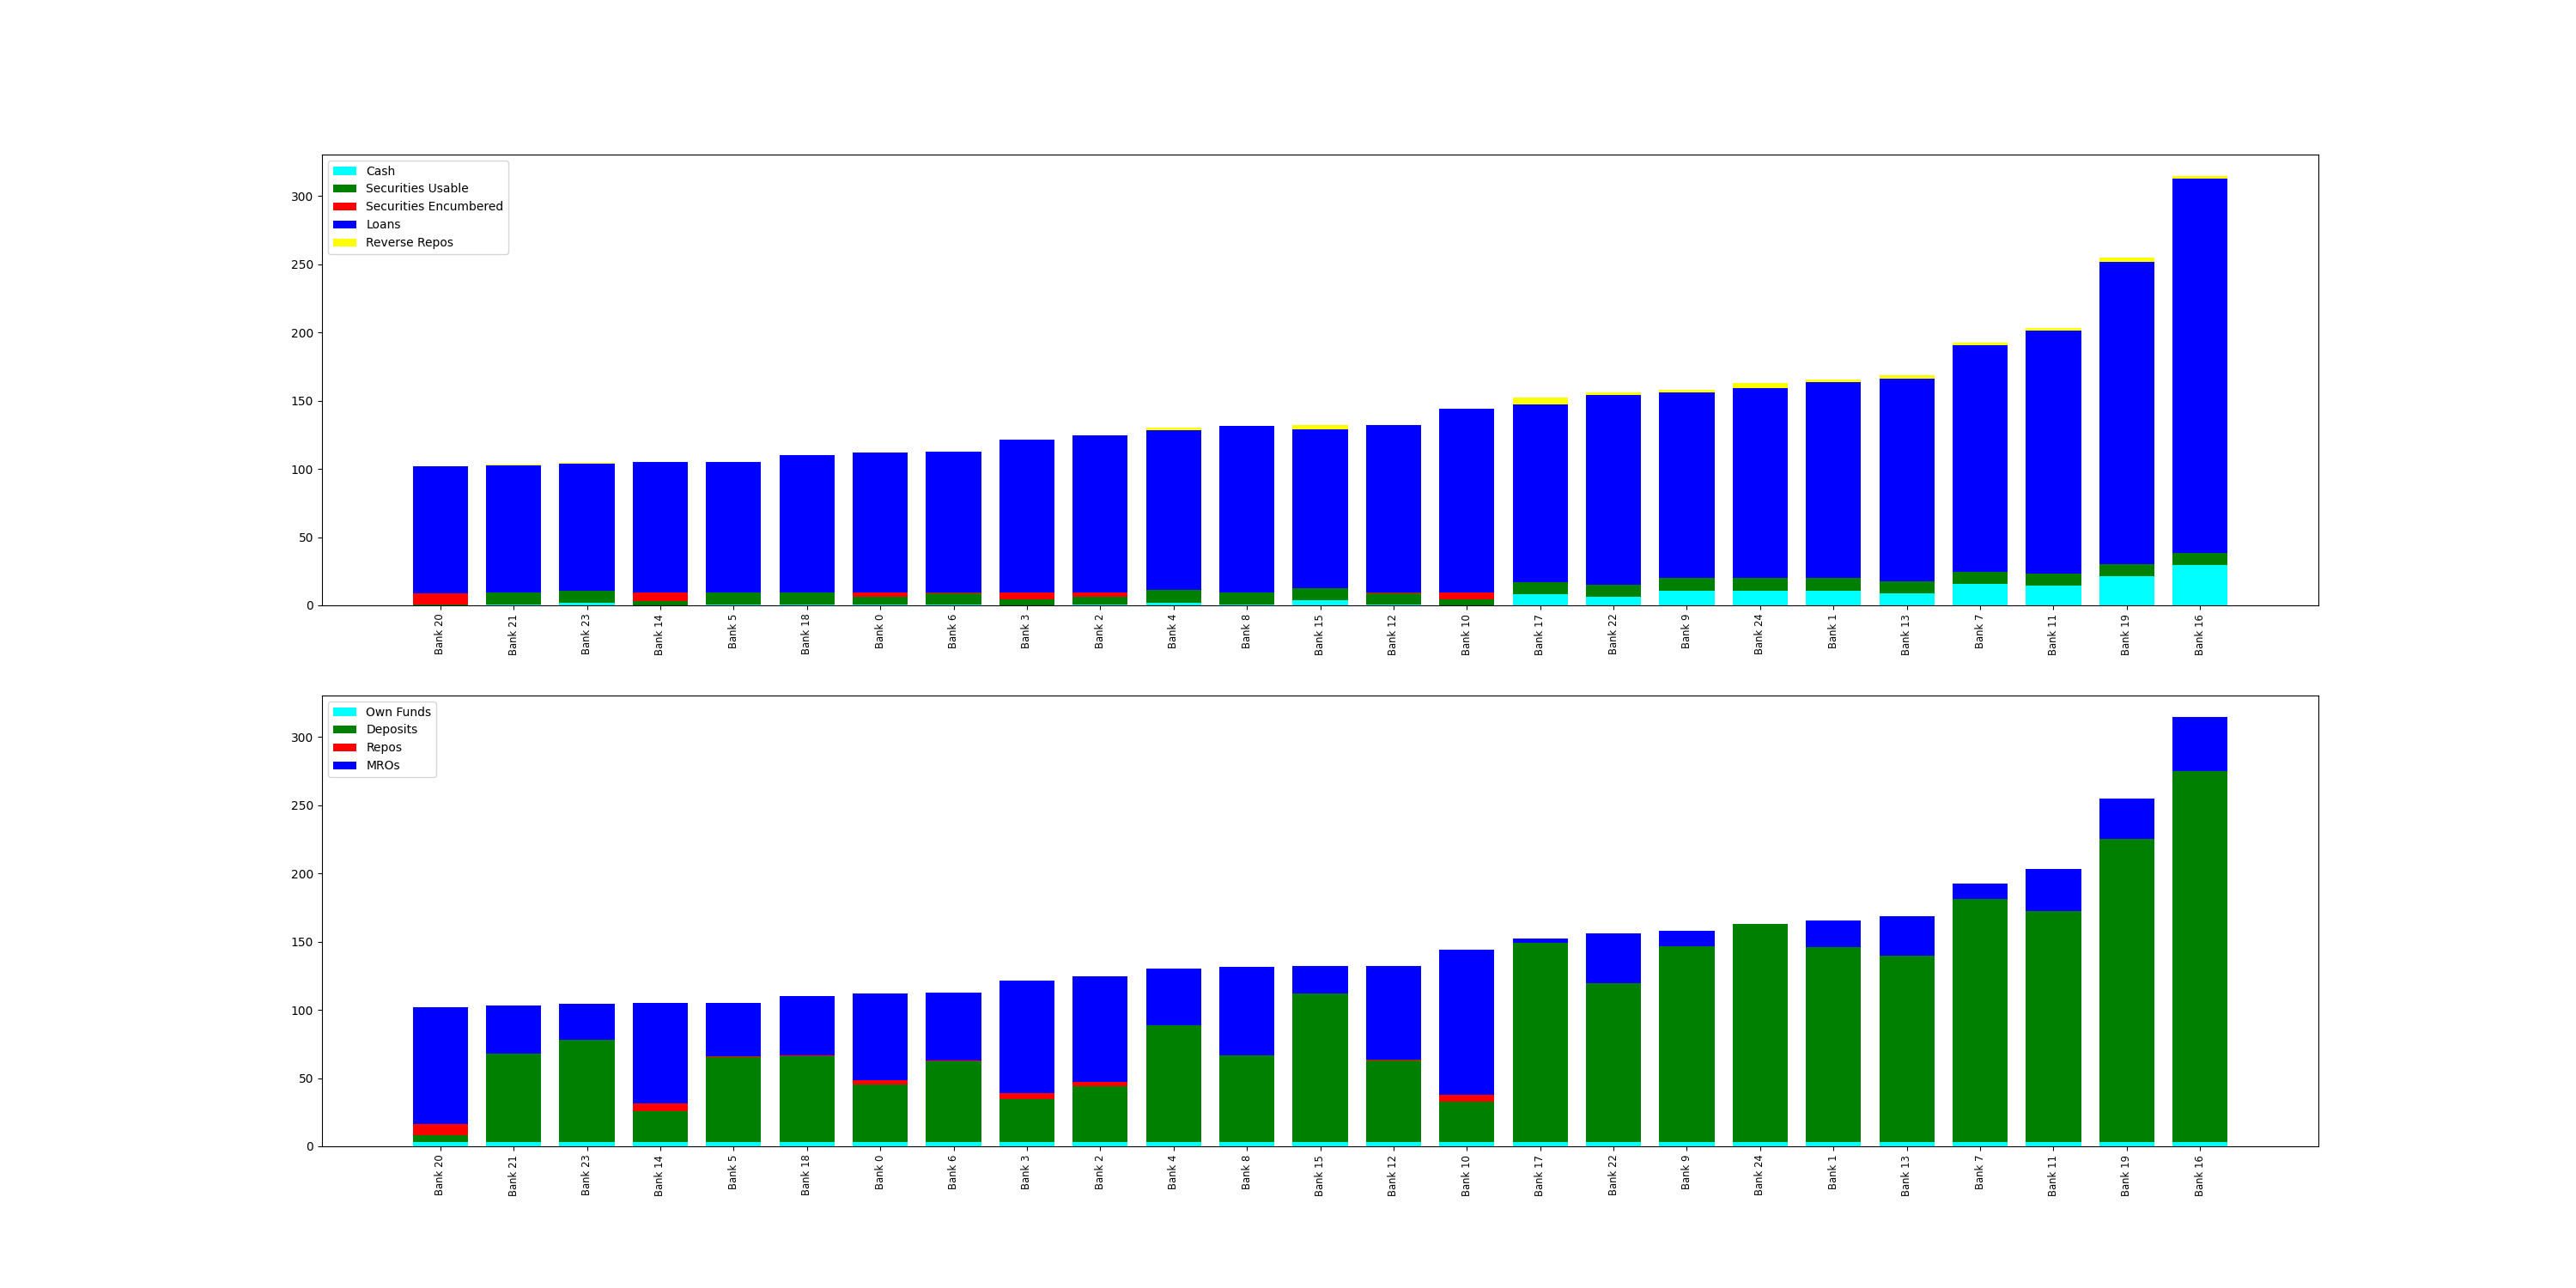 Cash
Securities Usable
Securities Encumbered
Loans
Reverse Repos
300
250
200
150
100
50
0
Bank 20
Bank 21
Bank 23
Bank 14
Bank 5
Bank 18
Bank 0
Bank 6
Bank 3
Bank 2
Bank 4
Bank 8
Bank 15
Bank 12
Bank 10
Bank 17
Bank 22
Bank 9
Bank 24
Bank 1
Bank 13
Bank 7
Bank 11
Bank 19
Bank 16
Own Funds
Deposits
Repos
MROs
300
250
200
150
100
50
0
Bank 20
Bank 21
Bank 23
Bank 14
Bank 5
Bank 18
Bank 0
Bank 6
Bank 3
Bank 2
Bank 4
Bank 8
Bank 15
Bank 12
Bank 10
Bank 17
Bank 22
Bank 9
Bank 24
Bank 1
Bank 13
Bank 7
Bank 11
Bank 19
Bank 16